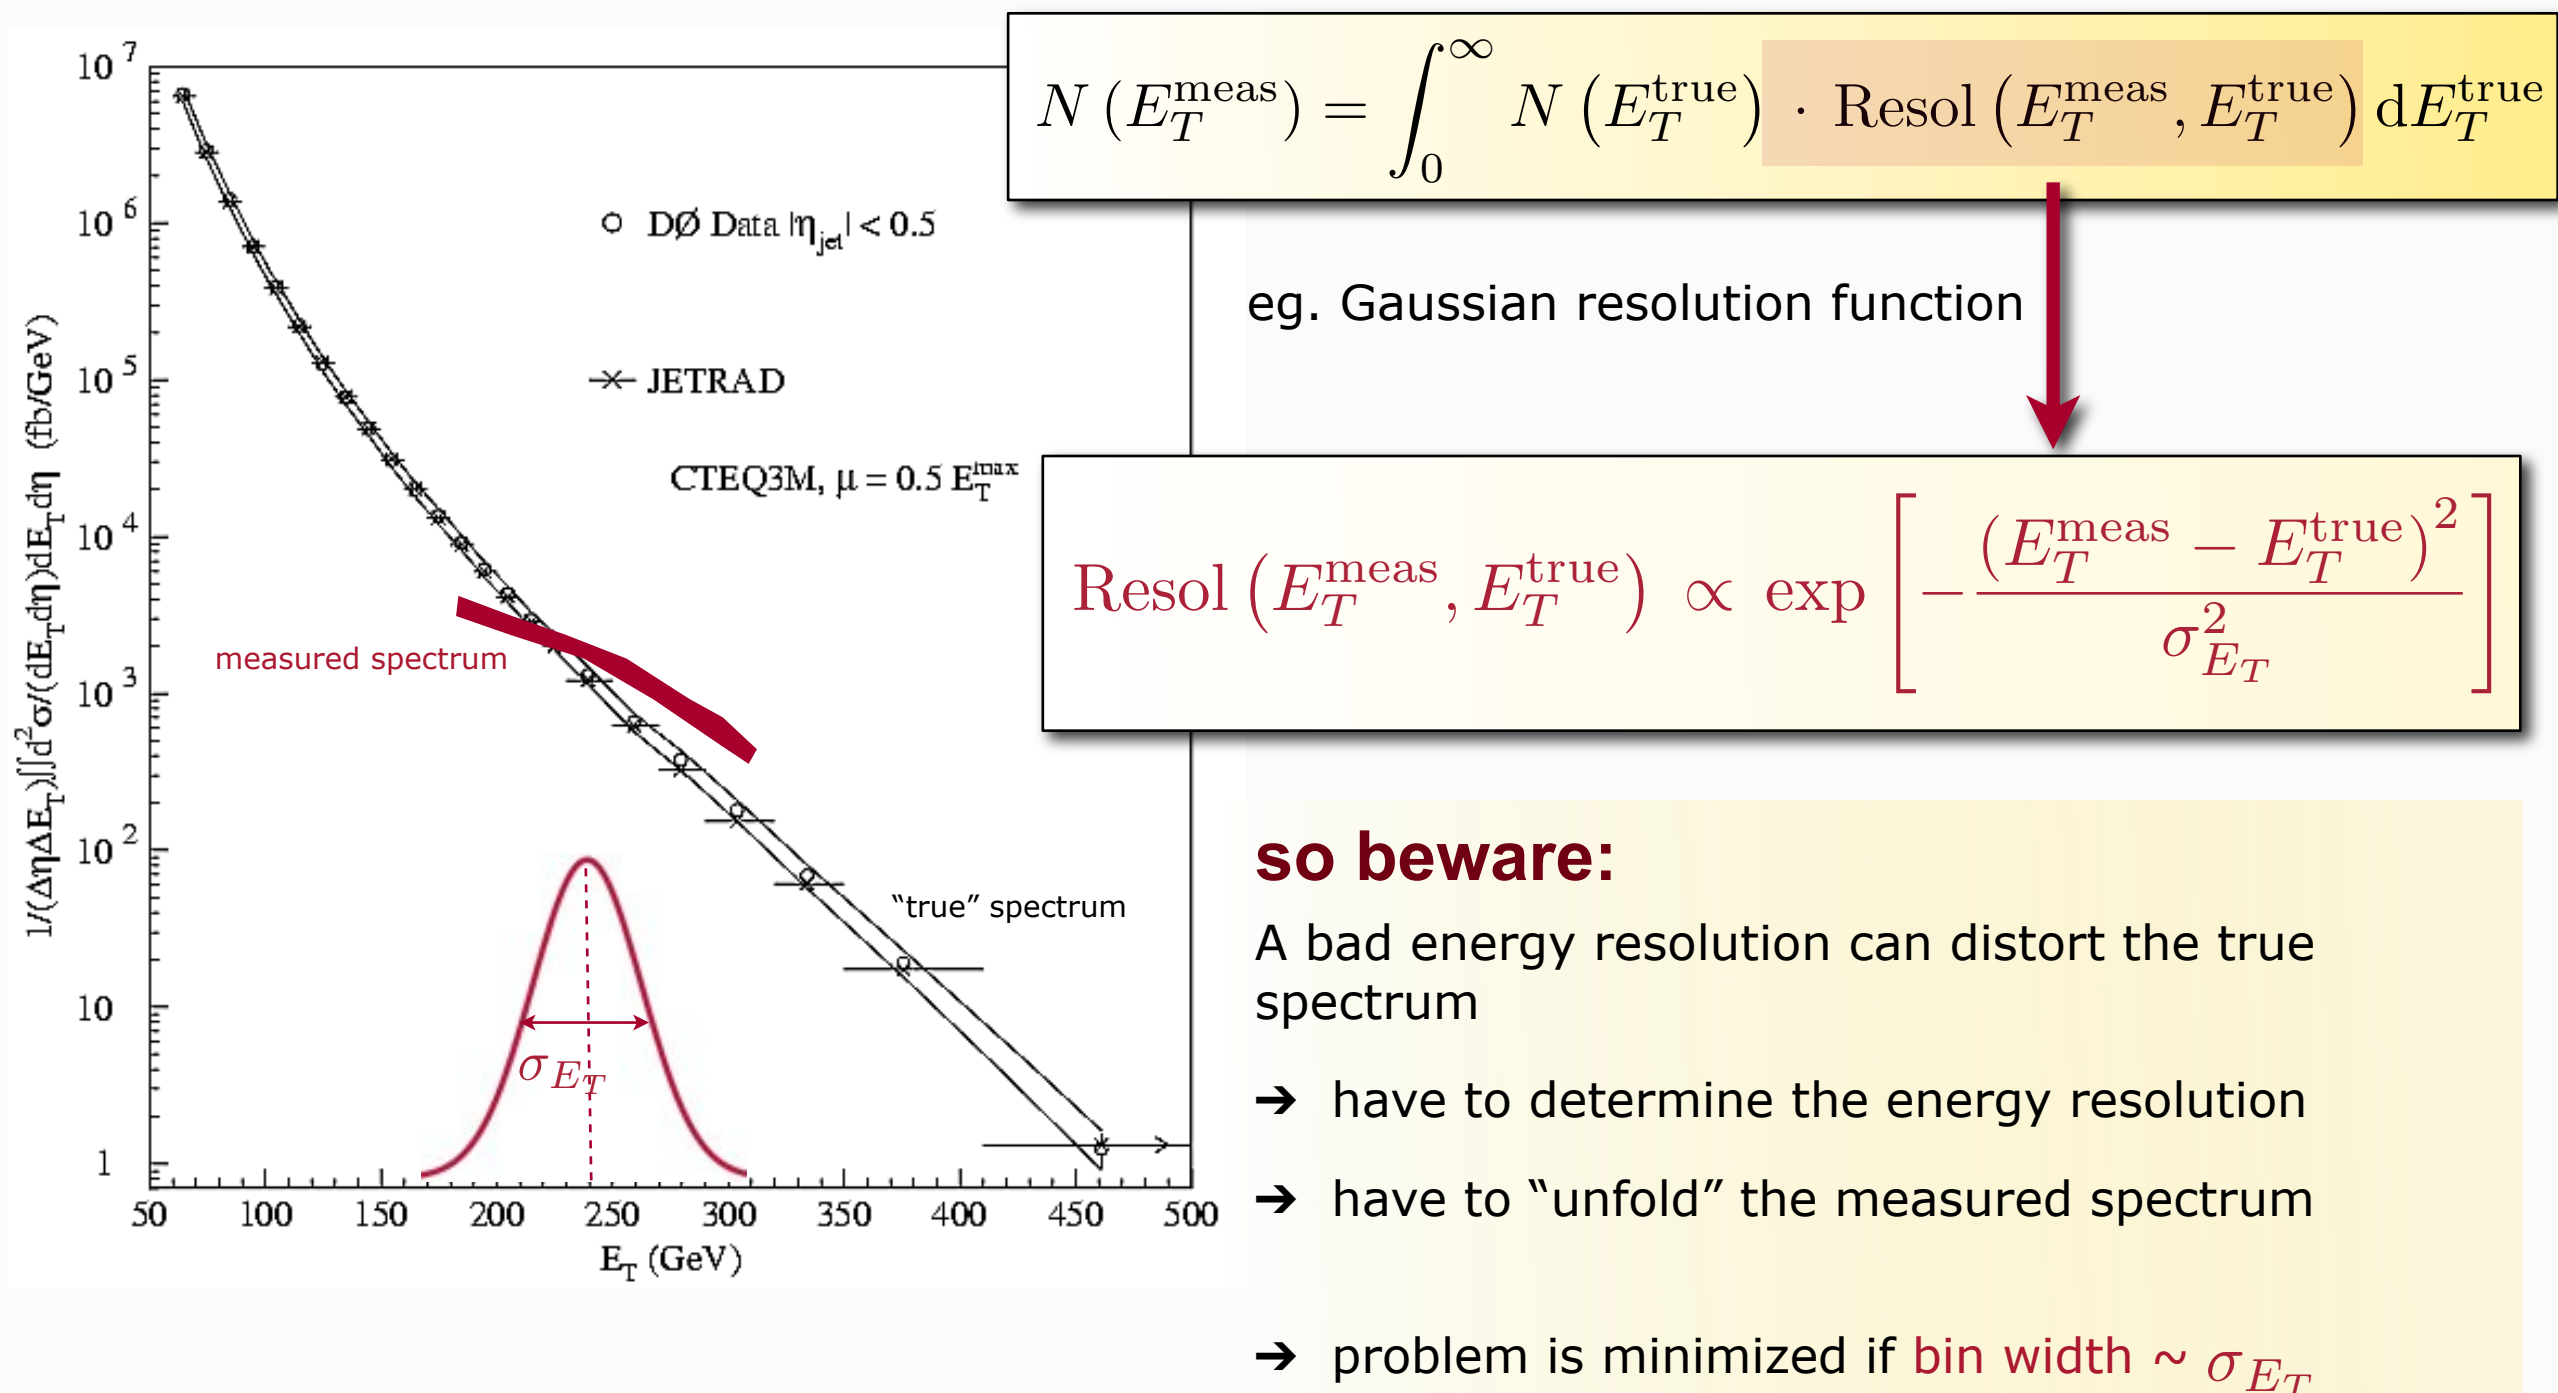 N (E_T^meas) = ∫_0^∞ N (E_T^true) · Resol (E_T^meas, E_T^true) dE_T^true
eg. Gaussian resolution function
Resol (E_T^meas, E_T^true) ∝ exp [ − (E_T^meas − E_T^true)^2 / σ_{E_T}^2 ]
1/(ΔηΔE_T)∫∫d^2σ/(dE_Tdη)dE_Tdη (fb/GeV)
10^7
10^6
10^5
10^4
10^3
10^2
10
1
DØ Data |η_jet| < 0.5
JETRAD
CTEQ3M, μ = 0.5 E_T^max
measured spectrum
“true” spectrum
σ_{E_T}
50 100 150 200 250 300 350 400 450 500
E_T (GeV)
so beware:
A bad energy resolution can distort the true
spectrum
➔ have to determine the energy resolution
➔ have to “unfold” the measured spectrum
➔ problem is minimized if bin width ~ σ_{E_T}